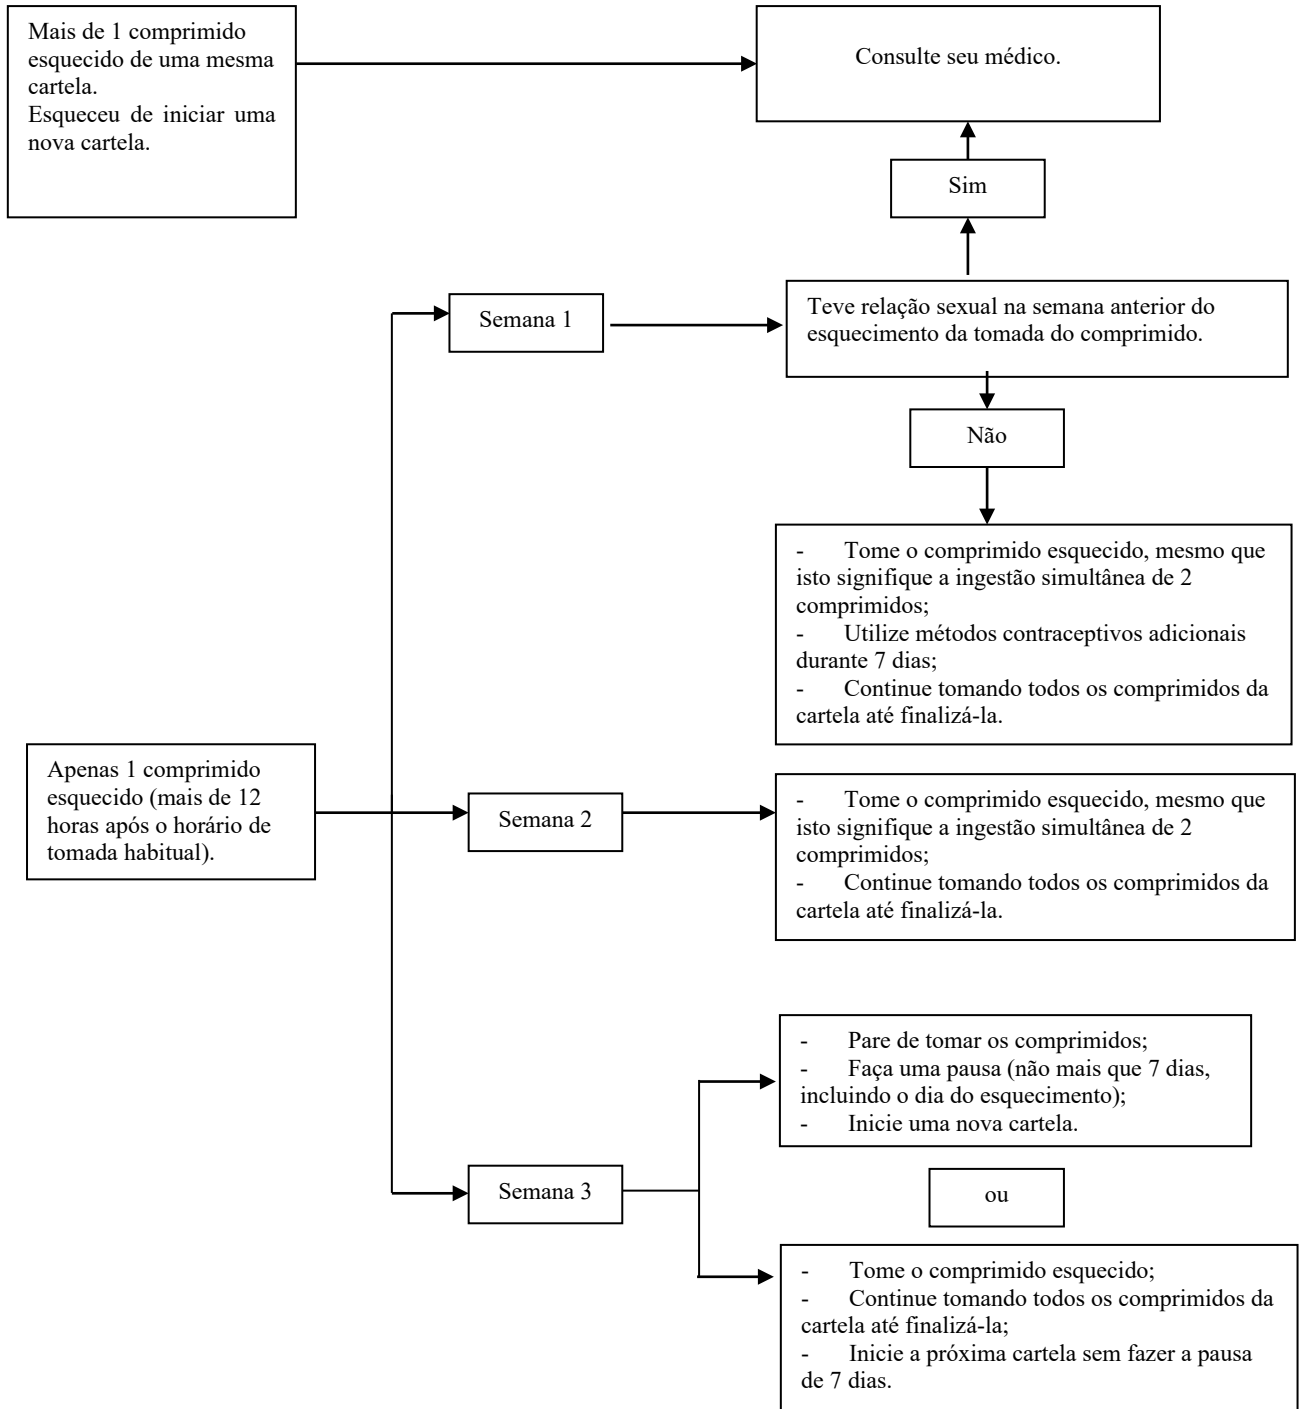 Mais de 1 comprimido
esquecido de uma mesma
cartela.
Esqueceu de iniciar uma
nova cartela.
Consulte seu médico.
Sim
Semana 1
Teve relação sexual na semana anterior do
esquecimento da tomada do comprimido.
Não
- Tome o comprimido esquecido, mesmo que
isto signifique a ingestão simultânea de 2
comprimidos;
- Utilize métodos contraceptivos adicionais
durante 7 dias;
- Continue tomando todos os comprimidos da
cartela até finalizá-la.
Apenas 1 comprimido
esquecido (mais de 12
horas após o horário de
tomada habitual).
Semana 2
- Tome o comprimido esquecido, mesmo que
isto signifique a ingestão simultânea de 2
comprimidos;
- Continue tomando todos os comprimidos da
cartela até finalizá-la.
Semana 3
- Pare de tomar os comprimidos;
- Faça uma pausa (não mais que 7 dias,
incluindo o dia do esquecimento);
- Inicie uma nova cartela.
ou
- Tome o comprimido esquecido;
- Continue tomando todos os comprimidos da
cartela até finalizá-la;
- Inicie a próxima cartela sem fazer a pausa
de 7 dias.